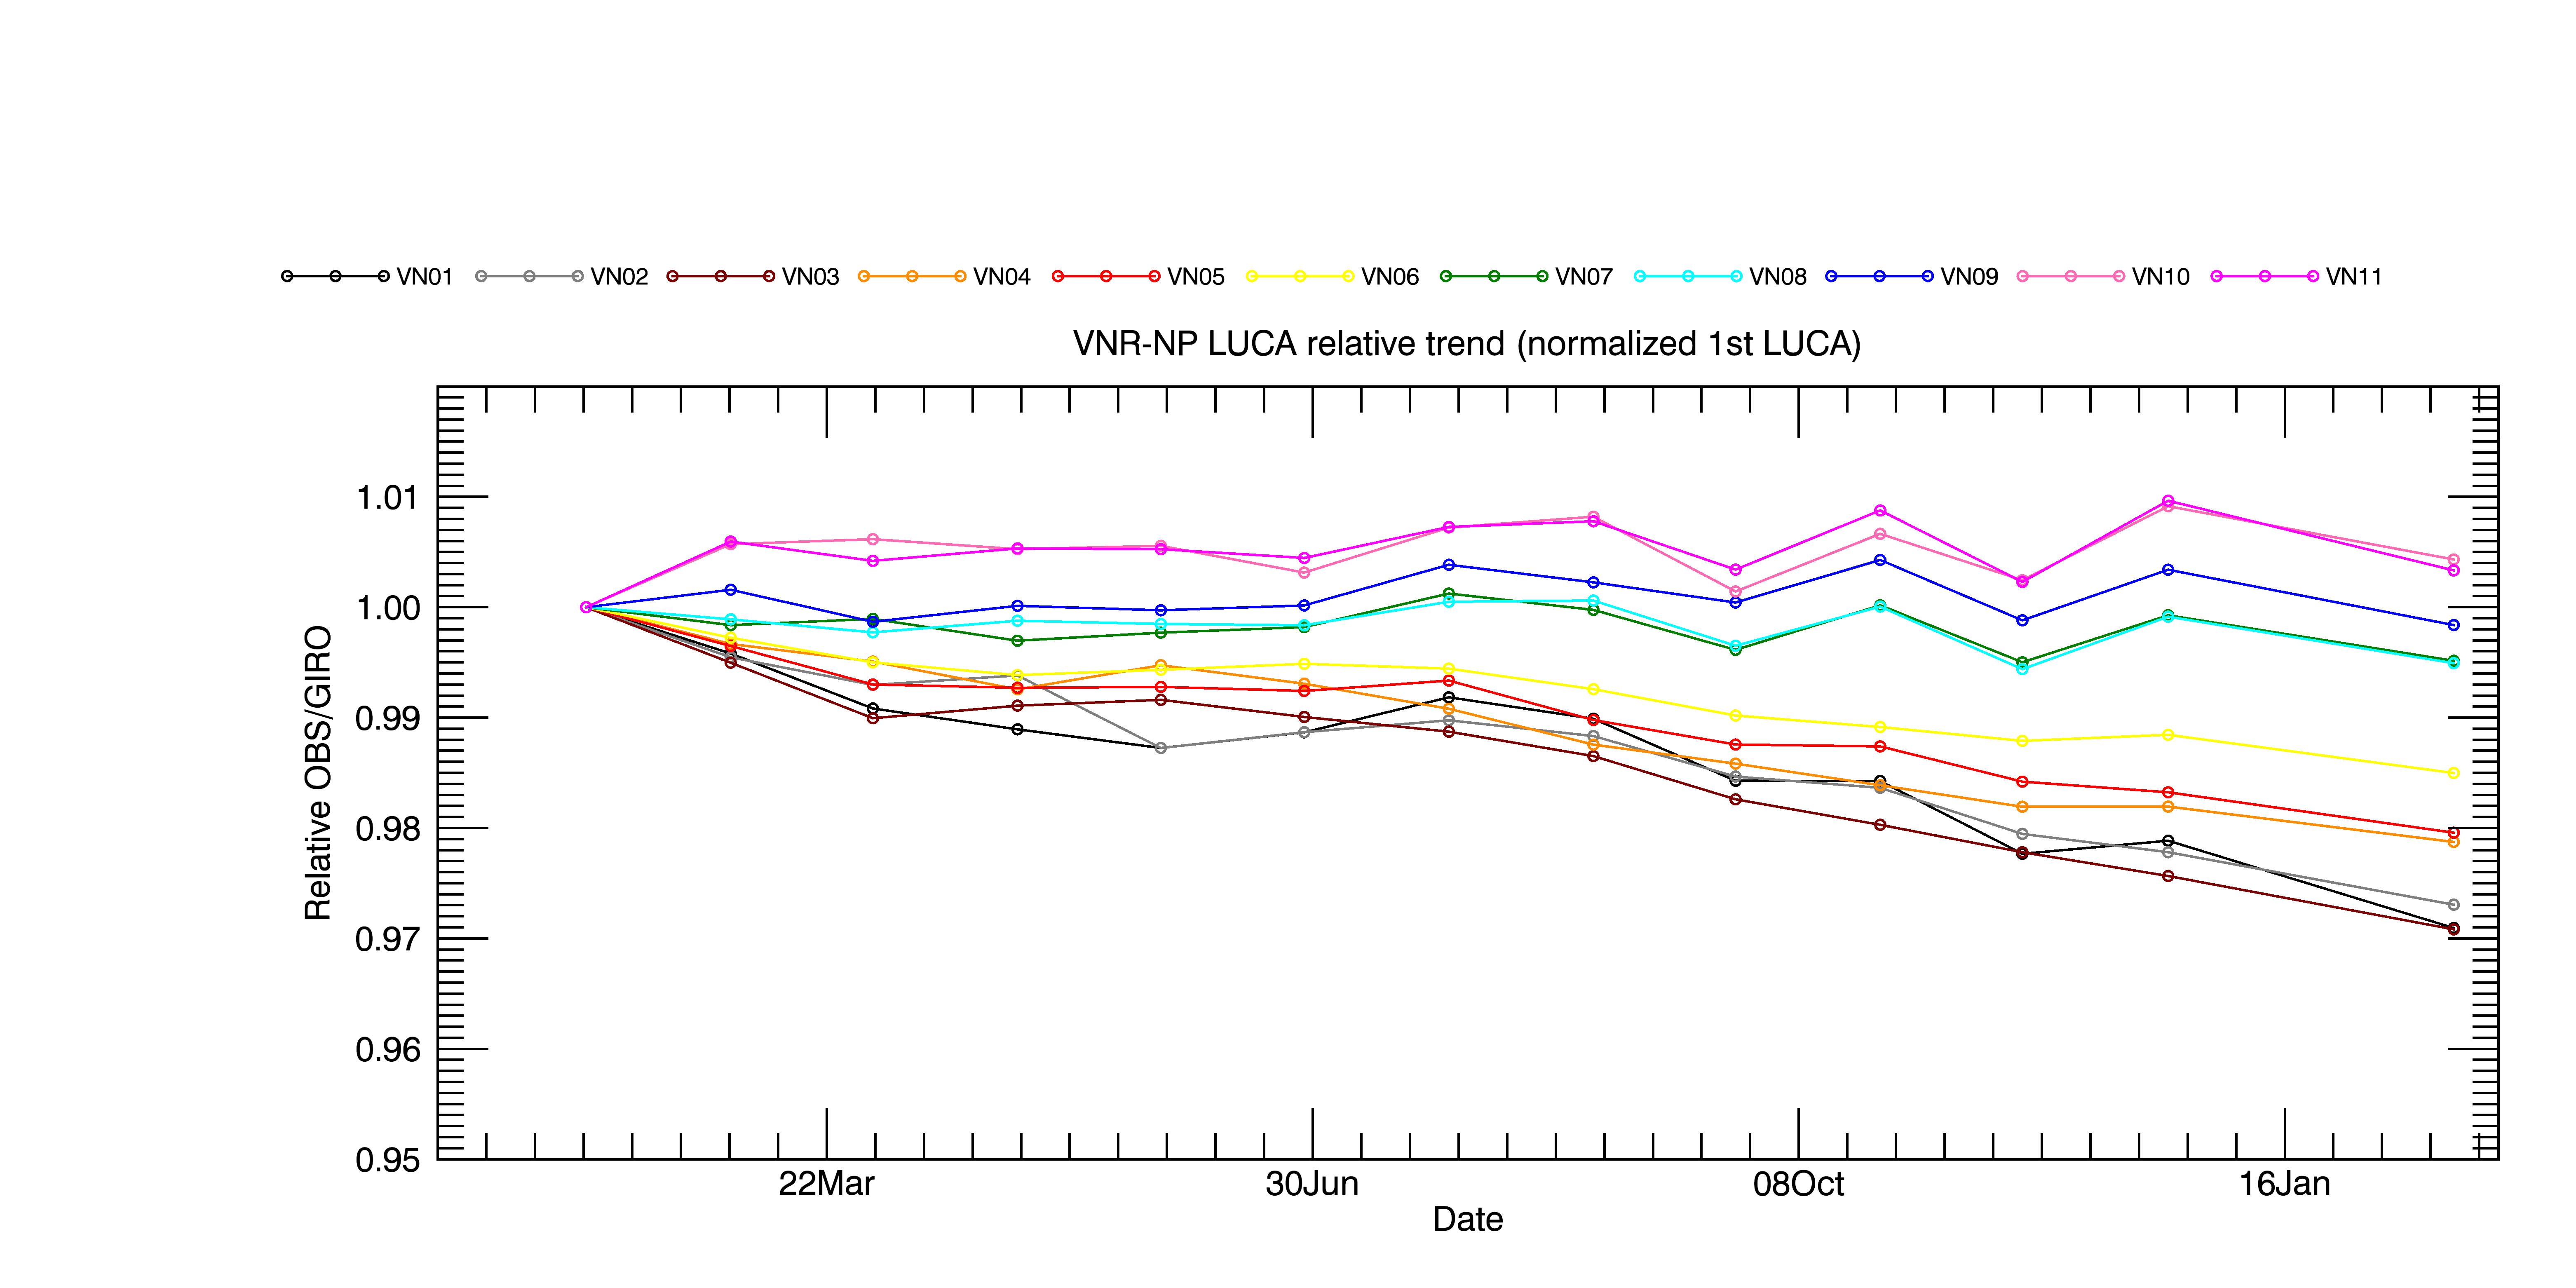 VN01 VN02 VN03 VN04 VN05 VN06 VN07 VN08 VN09 VN10 VN11
VNR-NP LUCA relative trend (normalized 1st LUCA)
Relative OBS/GIRO
1.01
1.00
0.99
0.98
0.97
0.96
0.95
22Mar 30Jun 08Oct 16Jan
Date